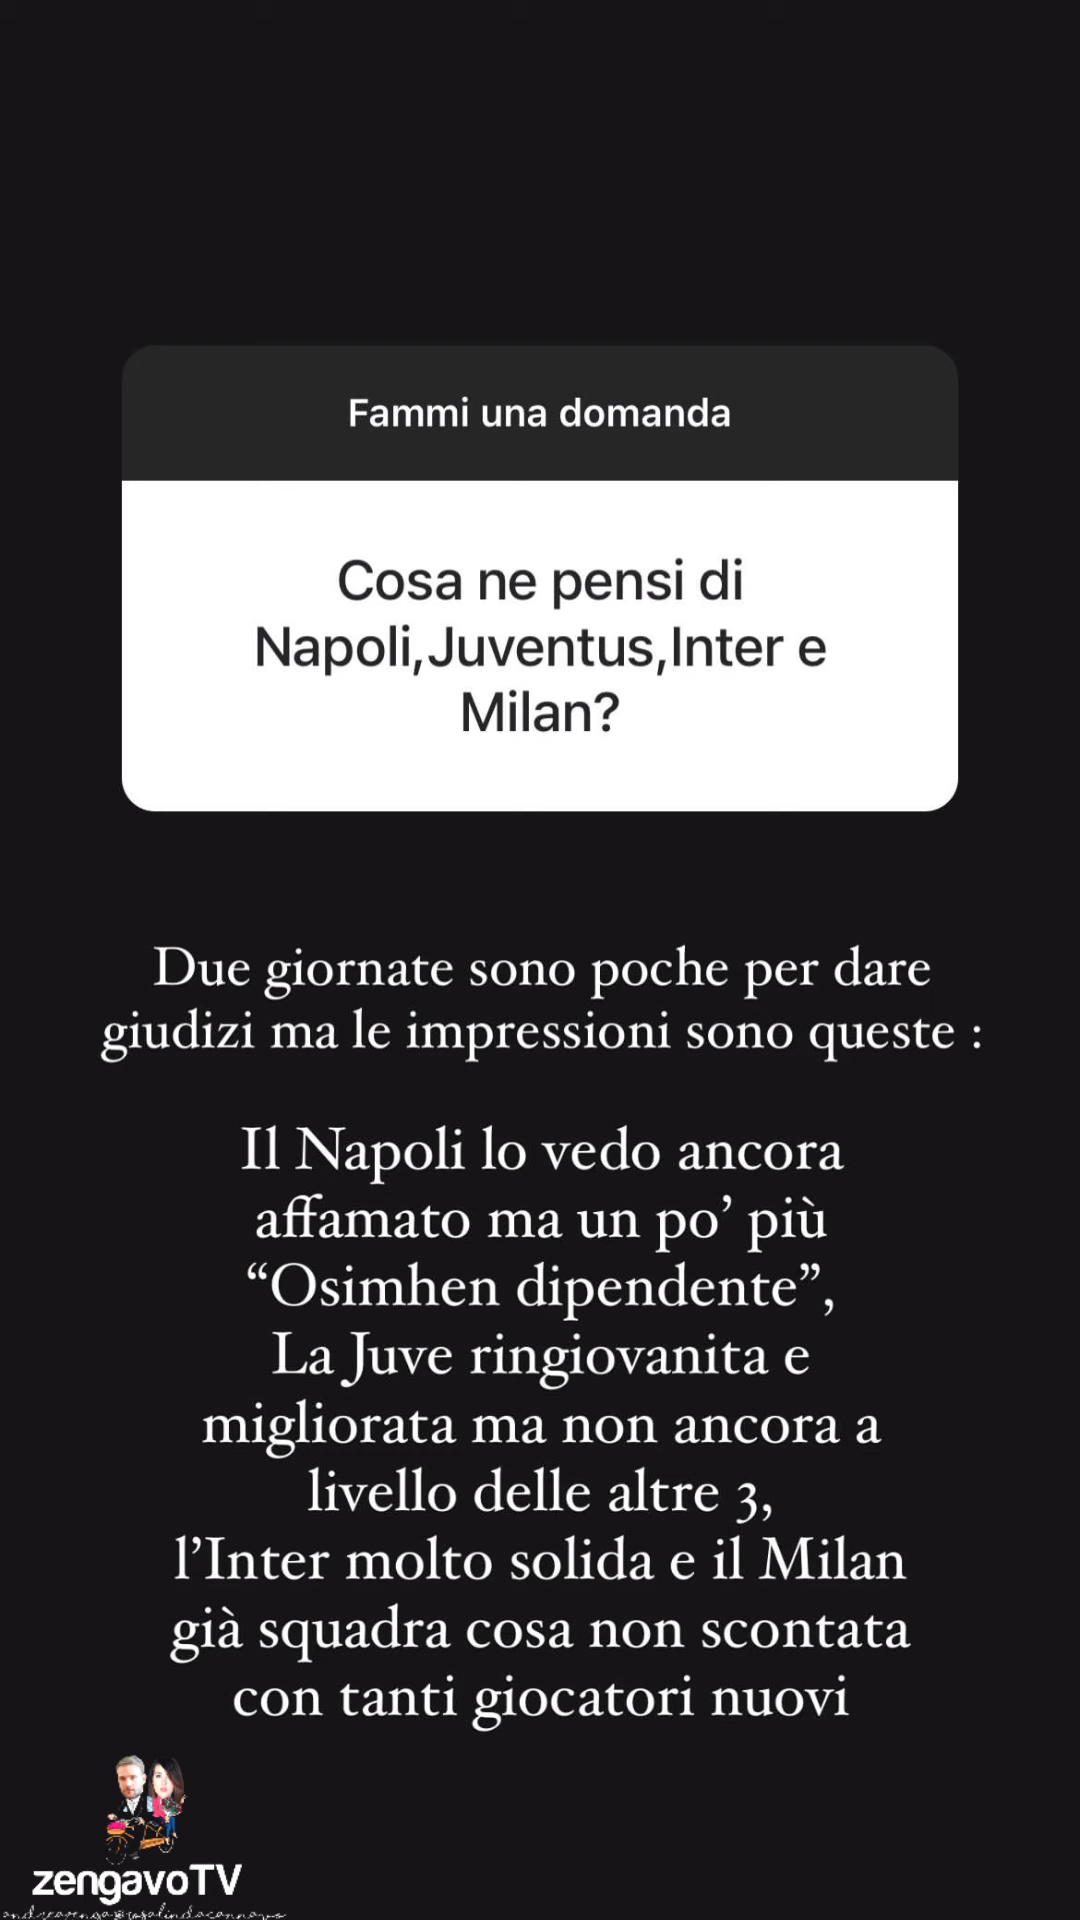 Fammi una domanda
Cosa ne pensi di
Napoli,Juventus,Inter e
Milan?
Due giornate sono poche per dare
giudizi ma le impressioni sono queste :
Il Napoli lo vedo ancora
affamato ma un po’ più
“Osimhen dipendente”,
La Juve ringiovanita e
migliorata ma non ancora a
livello delle altre 3,
l’Inter molto solida e il Milan
già squadra cosa non scontata
con tanti giocatori nuovi
zengavoTV